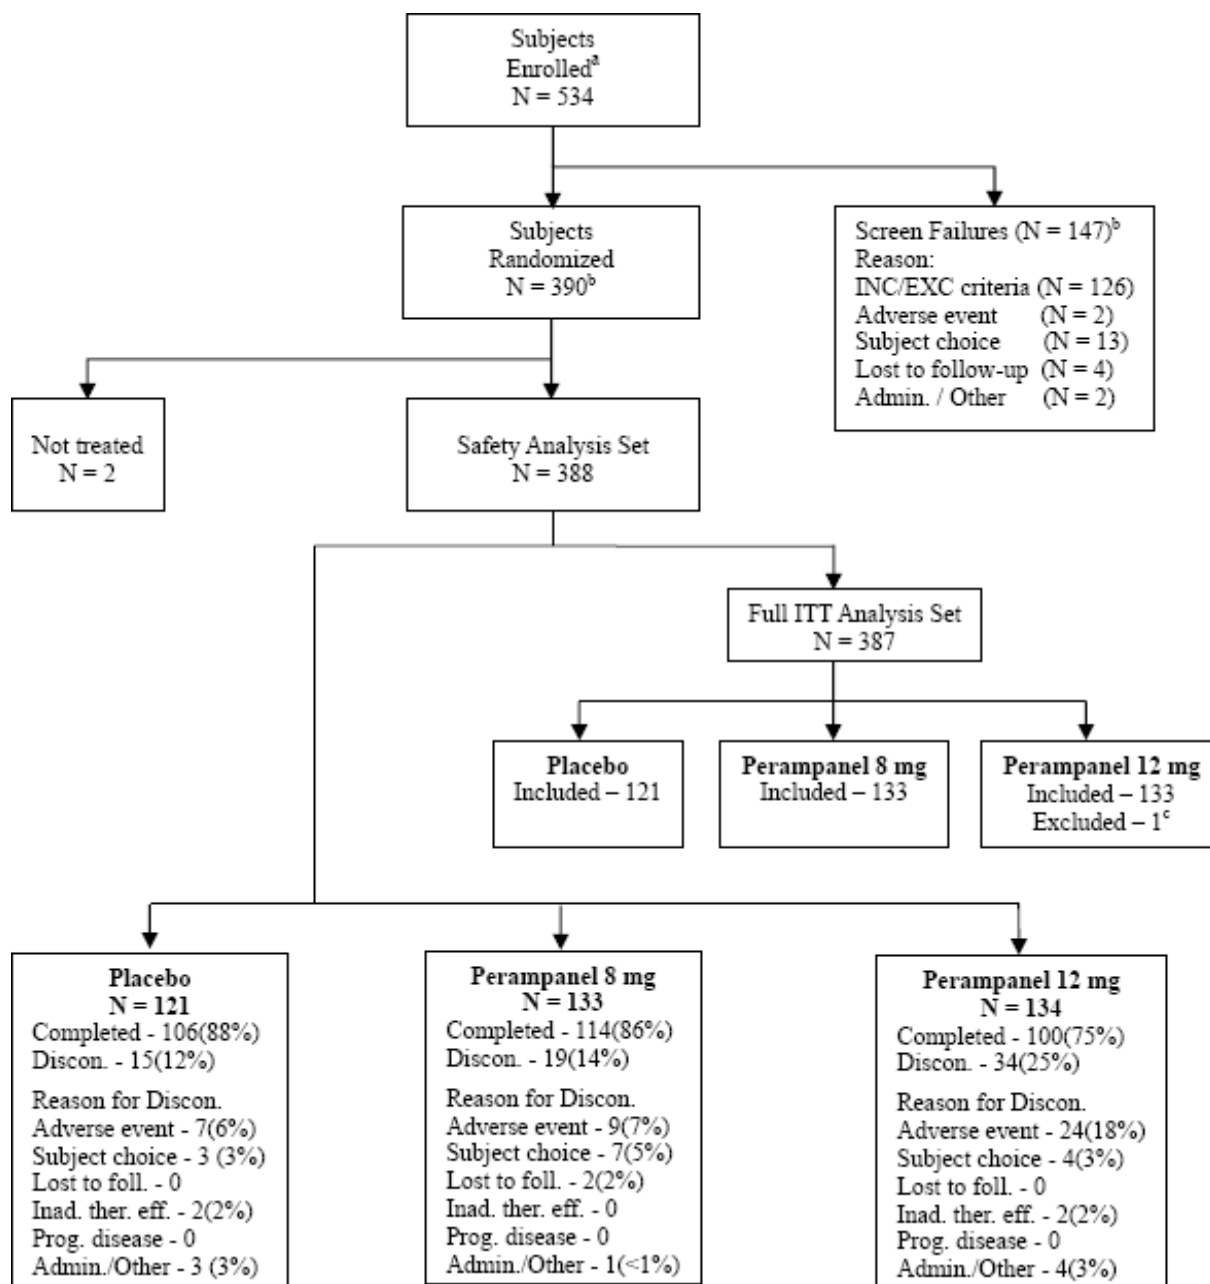 Subjects
Enrolledᵃ
N = 534
Subjects
Randomized
N = 390ᵇ
Screen Failures (N = 147)ᵇ
Reason:
INC/EXC criteria (N = 126)
Adverse event (N = 2)
Subject choice (N = 13)
Lost to follow-up (N = 4)
Admin. / Other (N = 2)
Not treated
N = 2
Safety Analysis Set
N = 388
Full ITT Analysis Set
N = 387
Placebo
Included – 121
Perampanel 8 mg
Included – 133
Perampanel 12 mg
Included – 133
Excluded – 1ᶜ
Placebo
N = 121
Completed - 106(88%)
Discon. - 15(12%)
Reason for Discon.
Adverse event - 7(6%)
Subject choice - 3 (3%)
Lost to foll. - 0
Inad. ther. eff. - 2(2%)
Prog. disease - 0
Admin./Other - 3 (3%)
Perampanel 8 mg
N = 133
Completed - 114(86%)
Discon. - 19(14%)
Reason for Discon.
Adverse event - 9(7%)
Subject choice - 7(5%)
Lost to foll. - 2(2%)
Inad. ther. eff. - 0
Prog. disease - 0
Admin./Other - 1(<1%)
Perampanel 12 mg
N = 134
Completed - 100(75%)
Discon. - 34(25%)
Reason for Discon.
Adverse event - 24(18%)
Subject choice - 4(3%)
Lost to foll. - 0
Inad. ther. eff. - 2(2%)
Prog. disease - 0
Admin./Other - 4(3%)